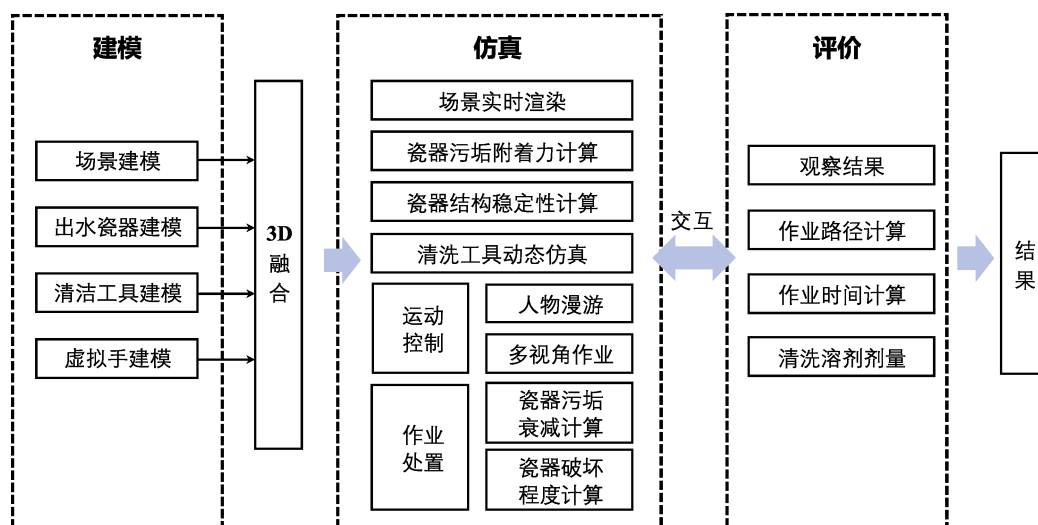 建模
场景建模
出水瓷器建模
清洁工具建模
虚拟手建模
3D
融
合
仿真
场景实时渲染
瓷器污垢附着力计算
瓷器结构稳定性计算
清洗工具动态仿真
运动
控制
人物漫游
多视角作业
作业
处置
瓷器污垢
衰减计算
瓷器破坏
程度计算
交互
评价
观察结果
作业路径计算
作业时间计算
清洗溶剂剂量
结
果